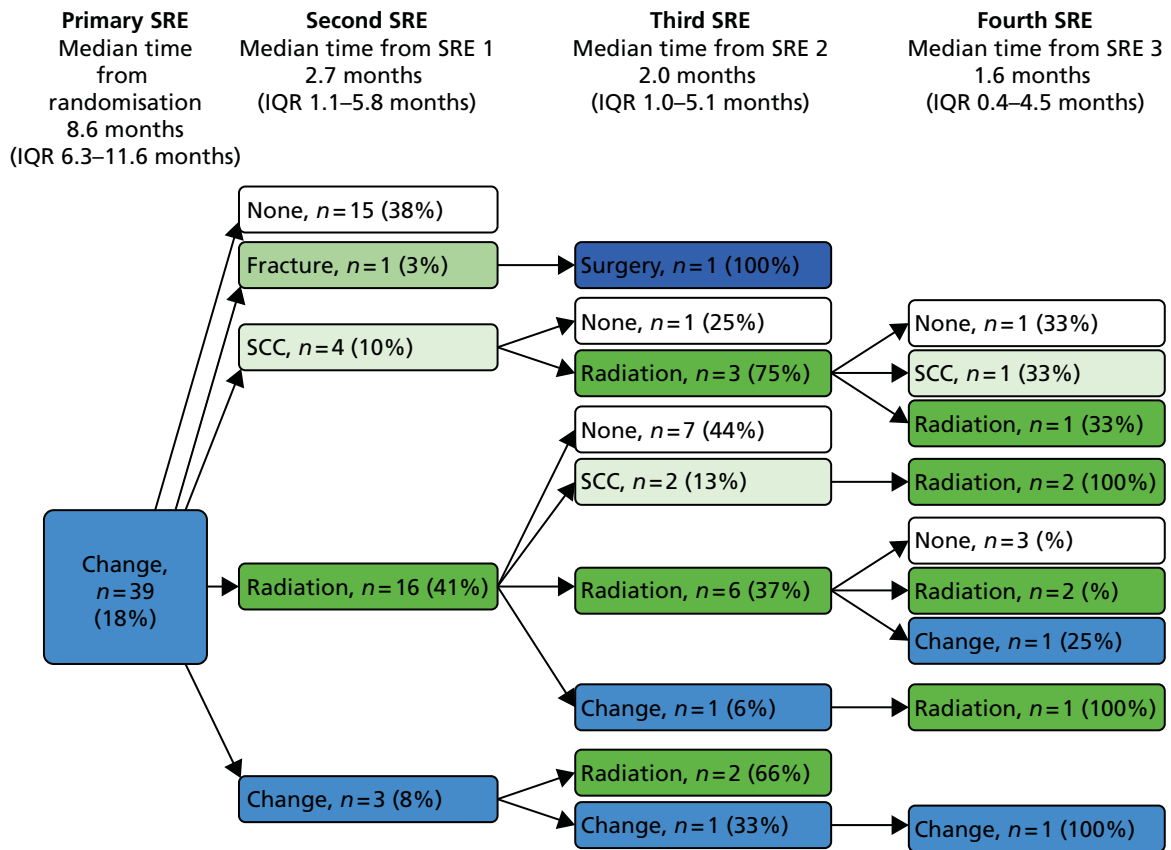 Primary SRE
Median time
from
randomisation
8.6 months
(IQR 6.3–11.6 months)
Second SRE
Median time from SRE 1
2.7 months
(IQR 1.1–5.8 months)
Third SRE
Median time from SRE 2
2.0 months
(IQR 1.0–5.1 months)
Fourth SRE
Median time from SRE 3
1.6 months
(IQR 0.4–4.5 months)
Change,
n=39
(18%)
None, n=15 (38%)
Fracture, n=1 (3%)
SCC, n=4 (10%)
Radiation, n=16 (41%)
Change, n=3 (8%)
Surgery, n=1 (100%)
None, n=1 (25%)
Radiation, n=3 (75%)
None, n=7 (44%)
SCC, n=2 (13%)
Radiation, n=6 (37%)
Change, n=1 (6%)
Radiation, n=2 (66%)
Change, n=1 (33%)
None, n=1 (33%)
SCC, n=1 (33%)
Radiation, n=1 (33%)
Radiation, n=2 (100%)
None, n=3 (%)
Radiation, n=2 (%)
Change, n=1 (25%)
Radiation, n=1 (100%)
Change, n=1 (100%)